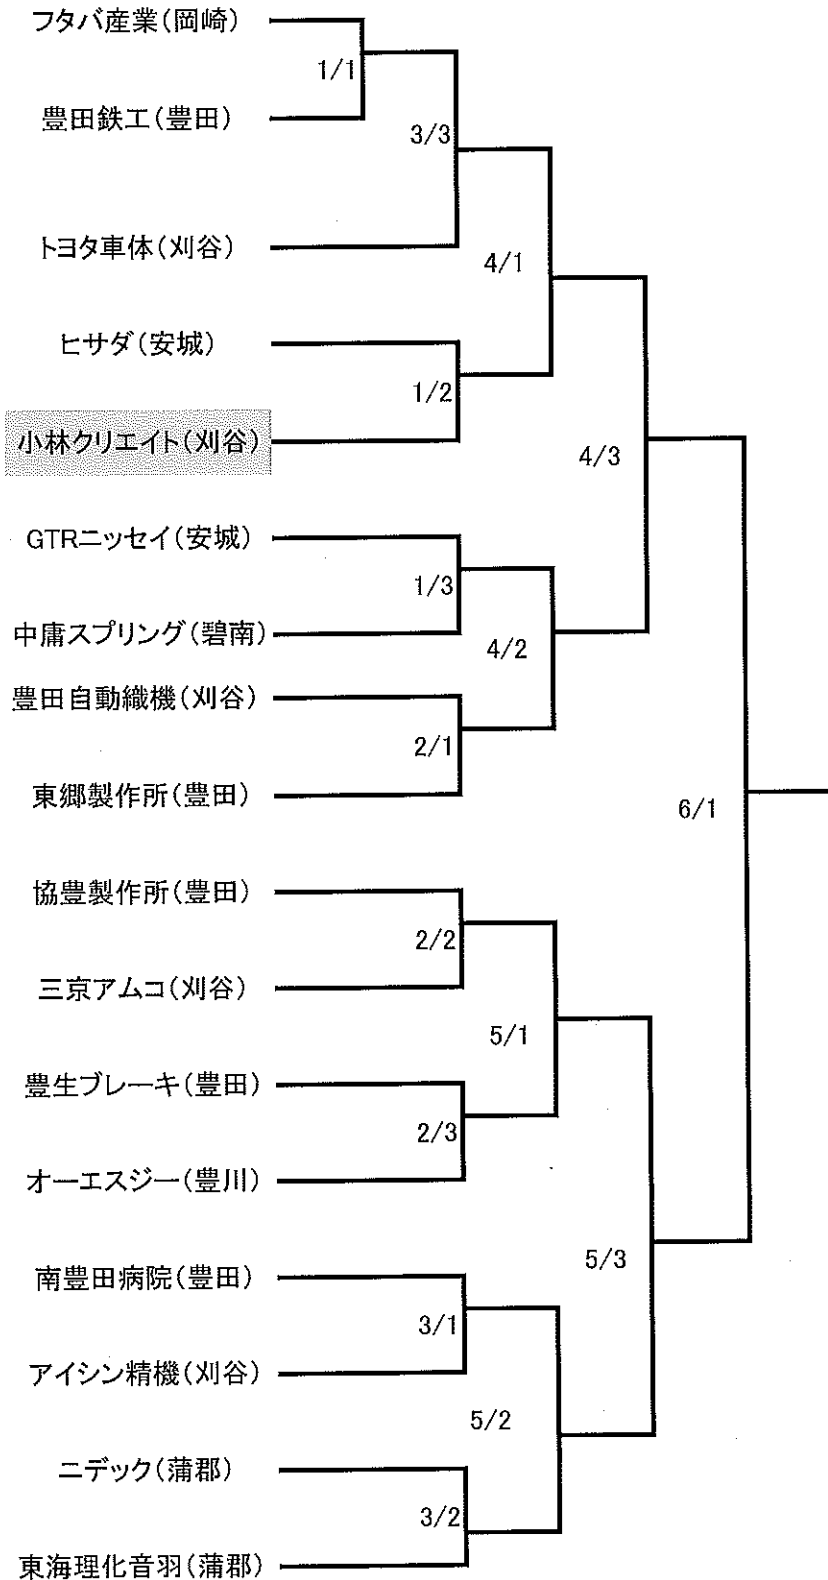 フタバ産業(岡崎)
1/1
豊田鉄工(豊田)
3/3
トヨタ車体(刈谷)
4/1
ヒサダ(安城)
1/2
小林クリエイト(刈谷)
4/3
GTRニッセイ(安城)
1/3
中庸スプリング(碧南)
4/2
豊田自動織機(刈谷)
2/1
東郷製作所(豊田)
6/1
協豊製作所(豊田)
2/2
三京アムコ(刈谷)
5/1
豊生ブレーキ(豊田)
2/3
オーエスジー(豊川)
5/3
南豊田病院(豊田)
3/1
アイシン精機(刈谷)
5/2
ニデック(蒲郡)
3/2
東海理化音羽(蒲郡)